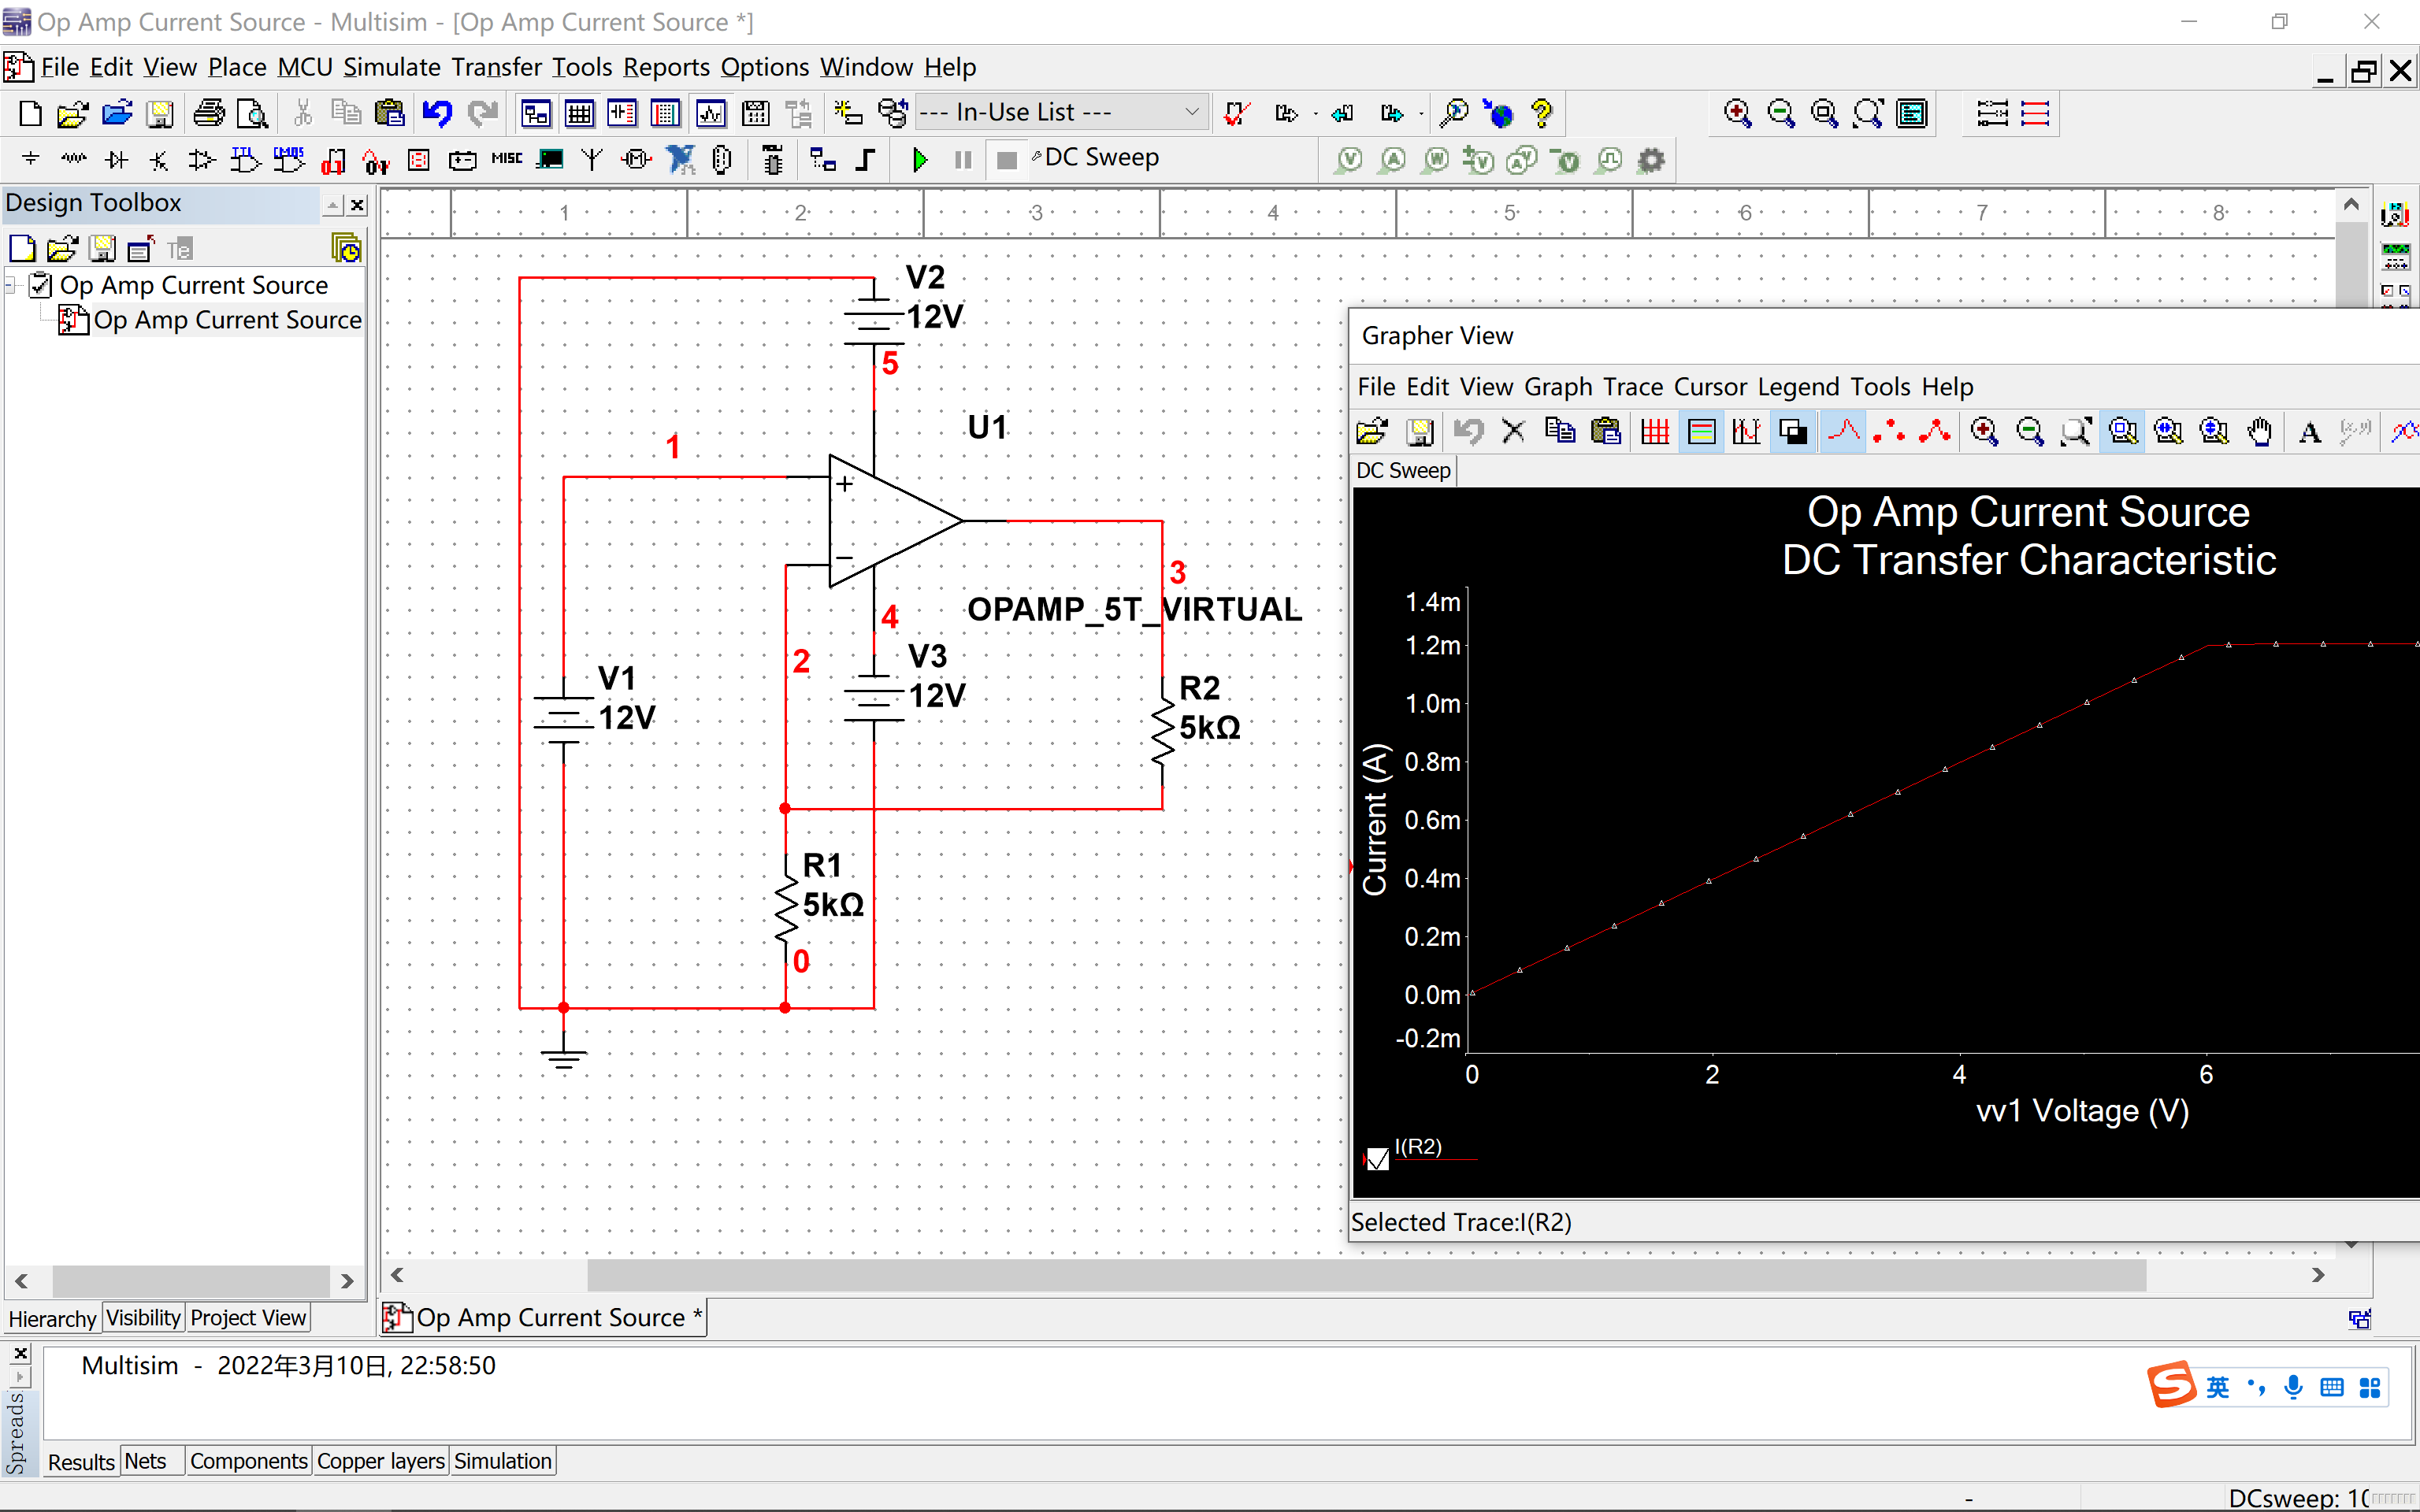 Op Amp Current Source - Multisim - [Op Amp Current Source *]
File Edit View Place MCU Simulate Transfer Tools Reports Options Window Help
--- In-Use List ---
TTL CMOS MISC DC Sweep
Design Toolbox
1 2 3 4 5 6 7 8
Op Amp Current Source
Op Amp Current Source
V2
12V
5
U1
1
+
−
3
OPAMP_5T_VIRTUAL
4
2
V3
12V
V1
12V
R2
5kΩ
R1
5kΩ
0
Grapher View
File Edit View Graph Trace Cursor Legend Tools Help
DC Sweep
Op Amp Current Source
DC Transfer Characteristic
1.4m
1.2m
1.0m
0.8m
0.6m
0.4m
0.2m
0.0m
-0.2m
Current (A)
0 2 4 6
vv1 Voltage (V)
I(R2)
Selected Trace:I(R2)
Hierarchy Visibility Project View
Op Amp Current Source *
Multisim - 2022年3月10日, 22:58:50
Spreads
英
Results Nets Components Copper layers Simulation
- DCsweep: 10